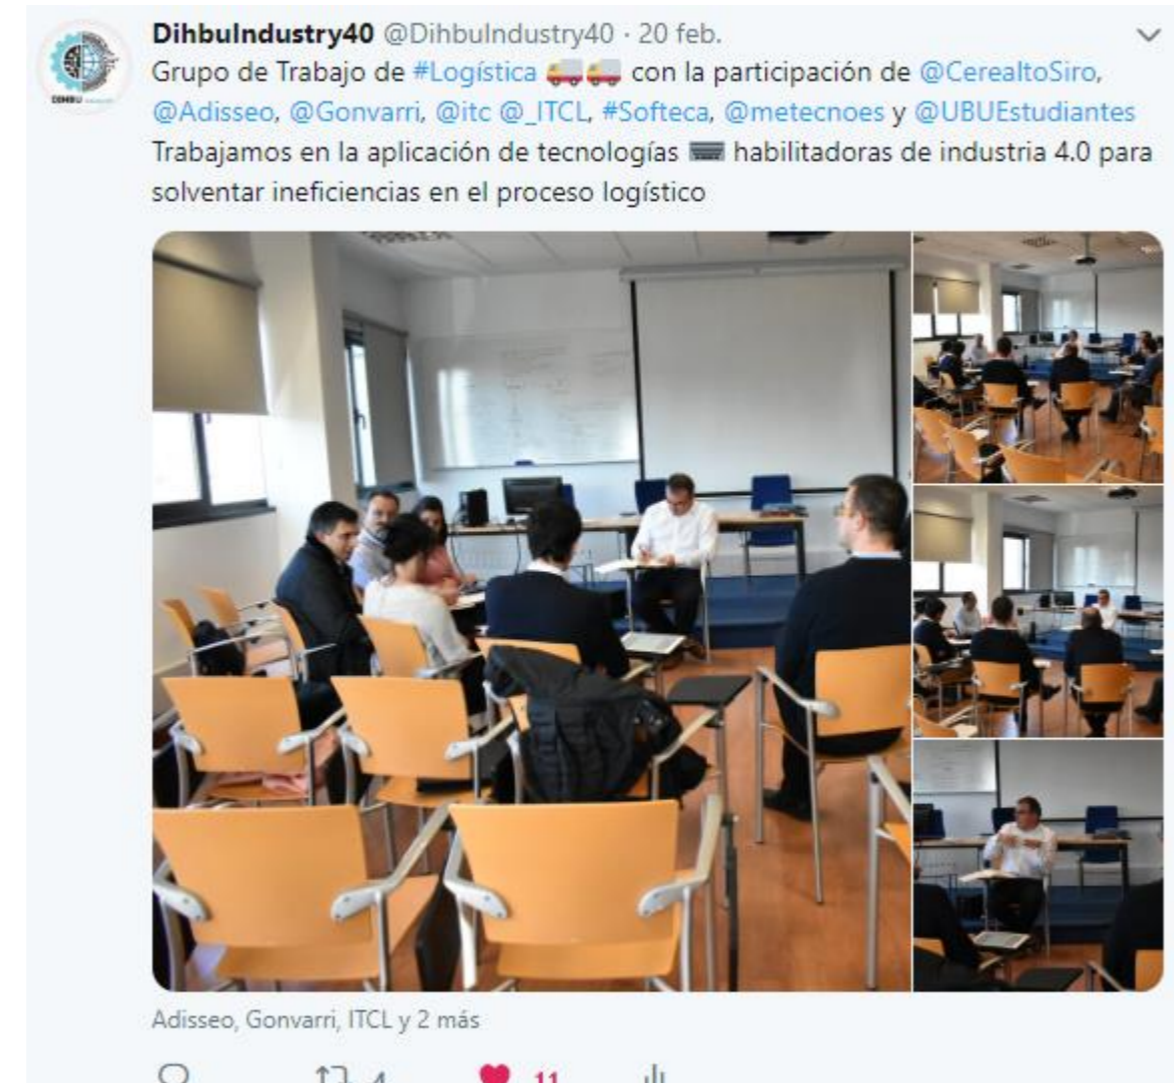 DihbuIndustry40 @DihbuIndustry40 · 20 feb.
Grupo de Trabajo de #Logística 🚚🚚 con la participación de @CerealtoSiro,
@Adisseo, @Gonvarri, @itc @_ITCL, #Softeca, @metecnoes y @UBUEstudiantes
Trabajamos en la aplicación de tecnologías ⌨ habilitadoras de industria 4.0 para
solventar ineficiencias en el proceso logístico
Adisseo, Gonvarri, ITCL y 2 más
4 11